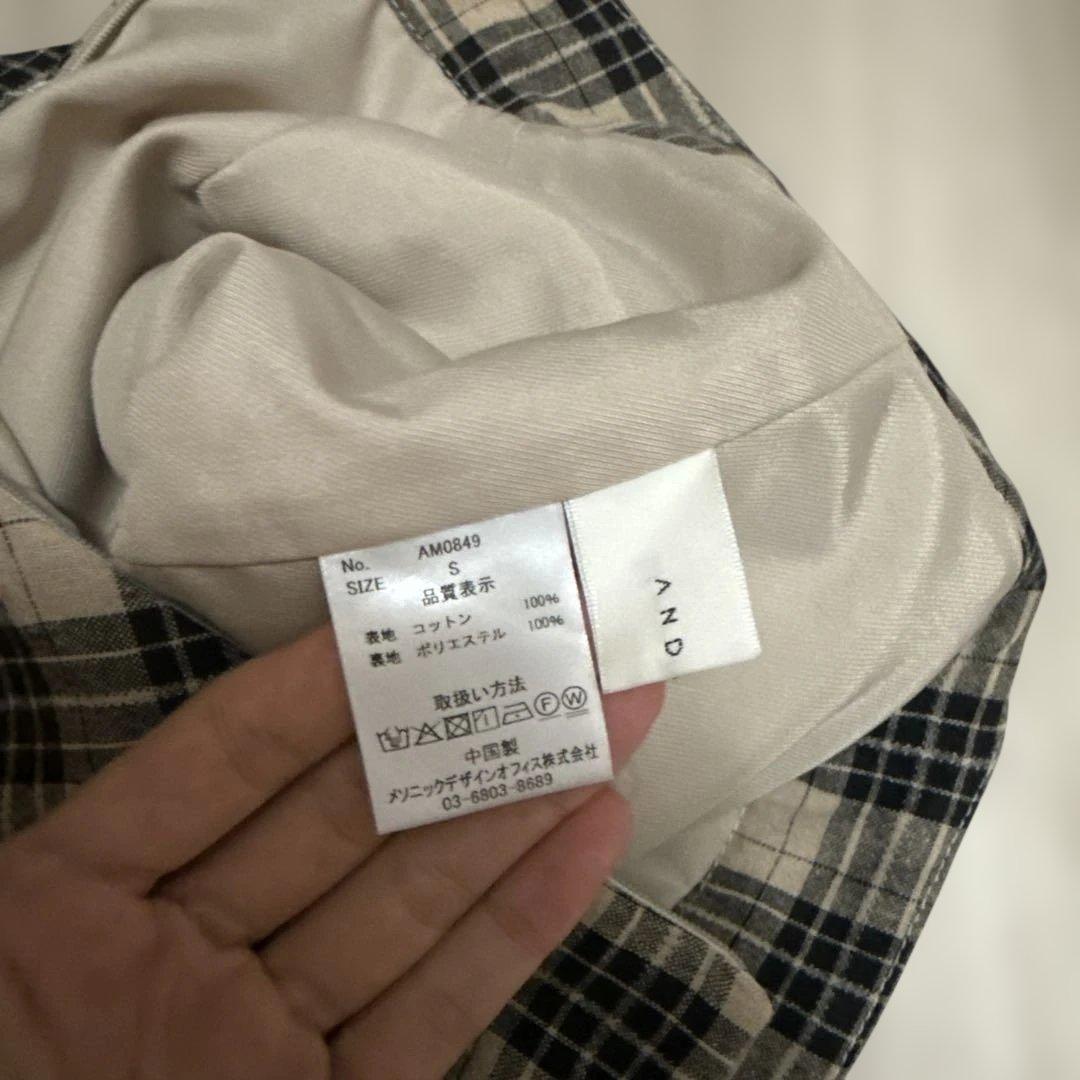 No. AM0849
SIZE S
品質表示
表地 コットン 100%
裏地 ポリエステル 100%
取扱い方法
F W
中国製
メソニックデザインオフィス株式会社
03-6803-8689
AND